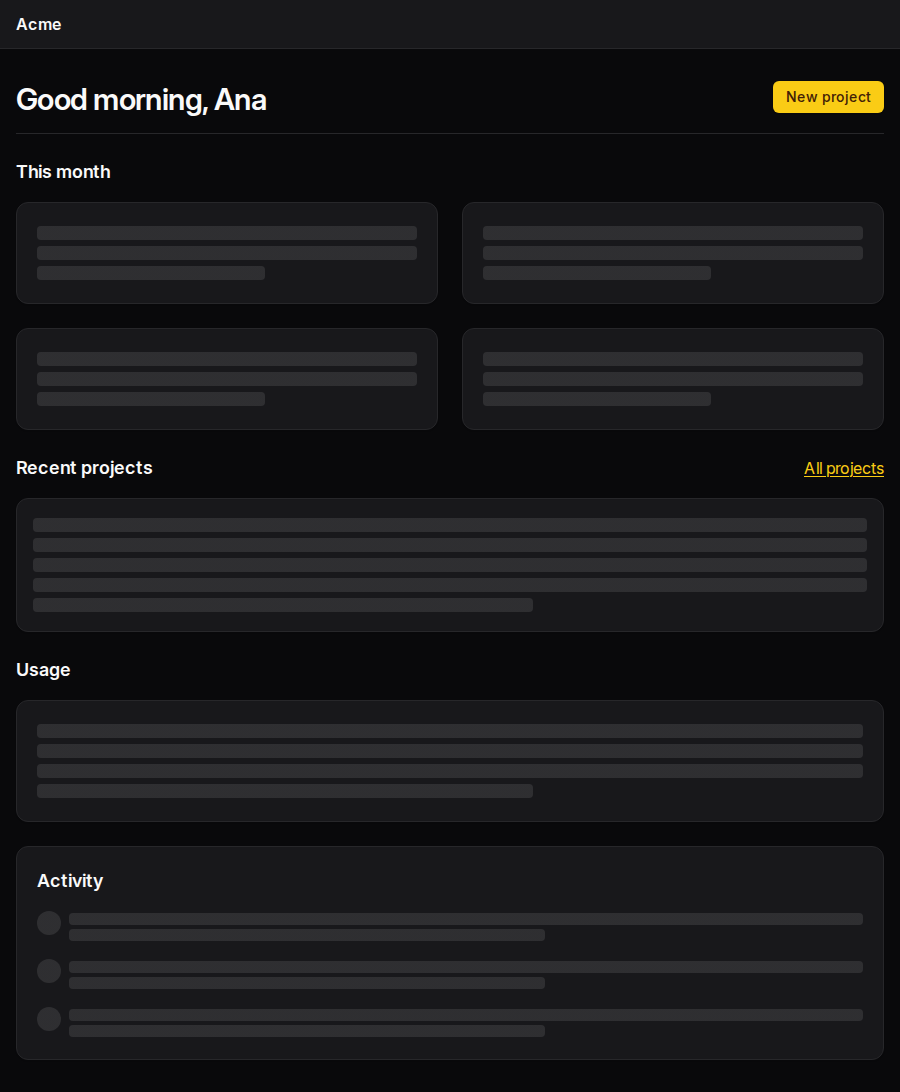 Acme
Good morning, Ana
New project
This month
Recent projects
All projects
Usage
Activity